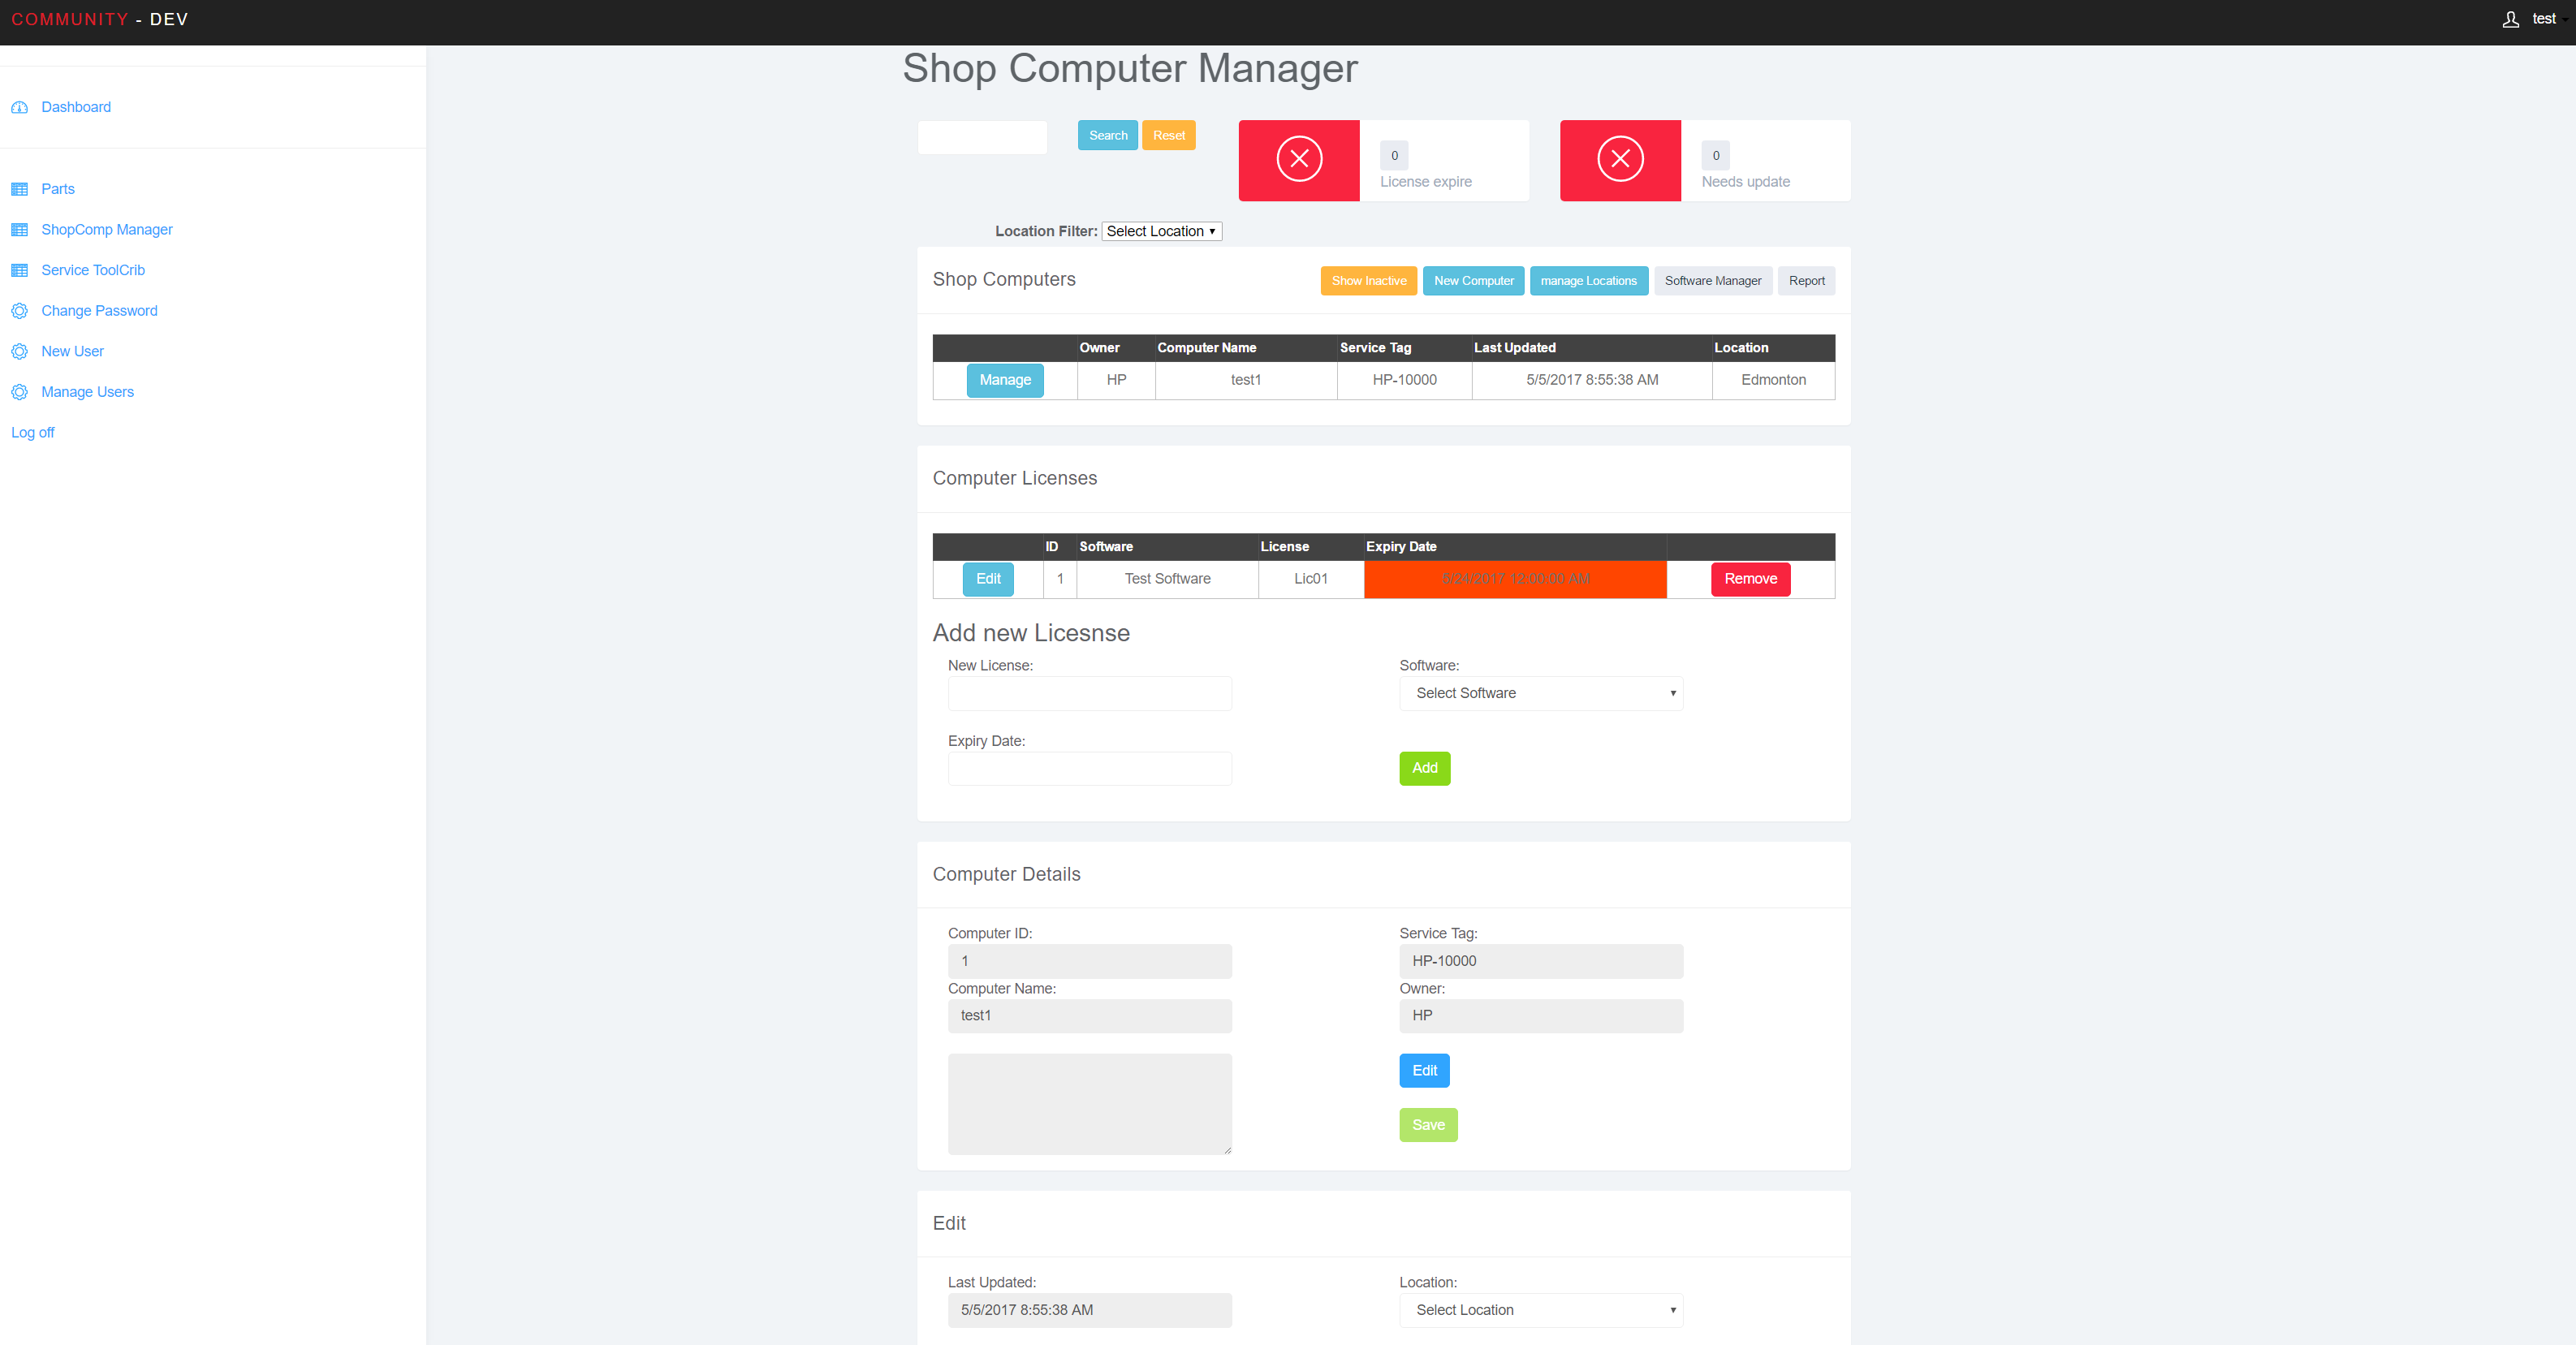 COMMUNITY - DEV
test
Dashboard
Parts
ShopComp Manager
Service ToolCrib
Change Password
New User
Manage Users
Log off
Shop Computer Manager
Search Reset
0
License expire
0
Needs update
Location Filter: Select Location
Shop Computers
Show Inactive New Computer manage Locations Software Manager Report
Owner Computer Name Service Tag Last Updated Location
Manage HP test1 HP-10000 5/5/2017 8:55:38 AM Edmonton
Computer Licenses
ID Software License Expiry Date
Edit 1 Test Software Lic01 5/24/2017 12:00:00 AM Remove
Add new Licesnse
New License: Software:
Select Software
Expiry Date:
Add
Computer Details
Computer ID: Service Tag:
1 HP-10000
Computer Name: Owner:
test1 HP
Edit
Save
Edit
Last Updated: Location:
5/5/2017 8:55:38 AM Select Location